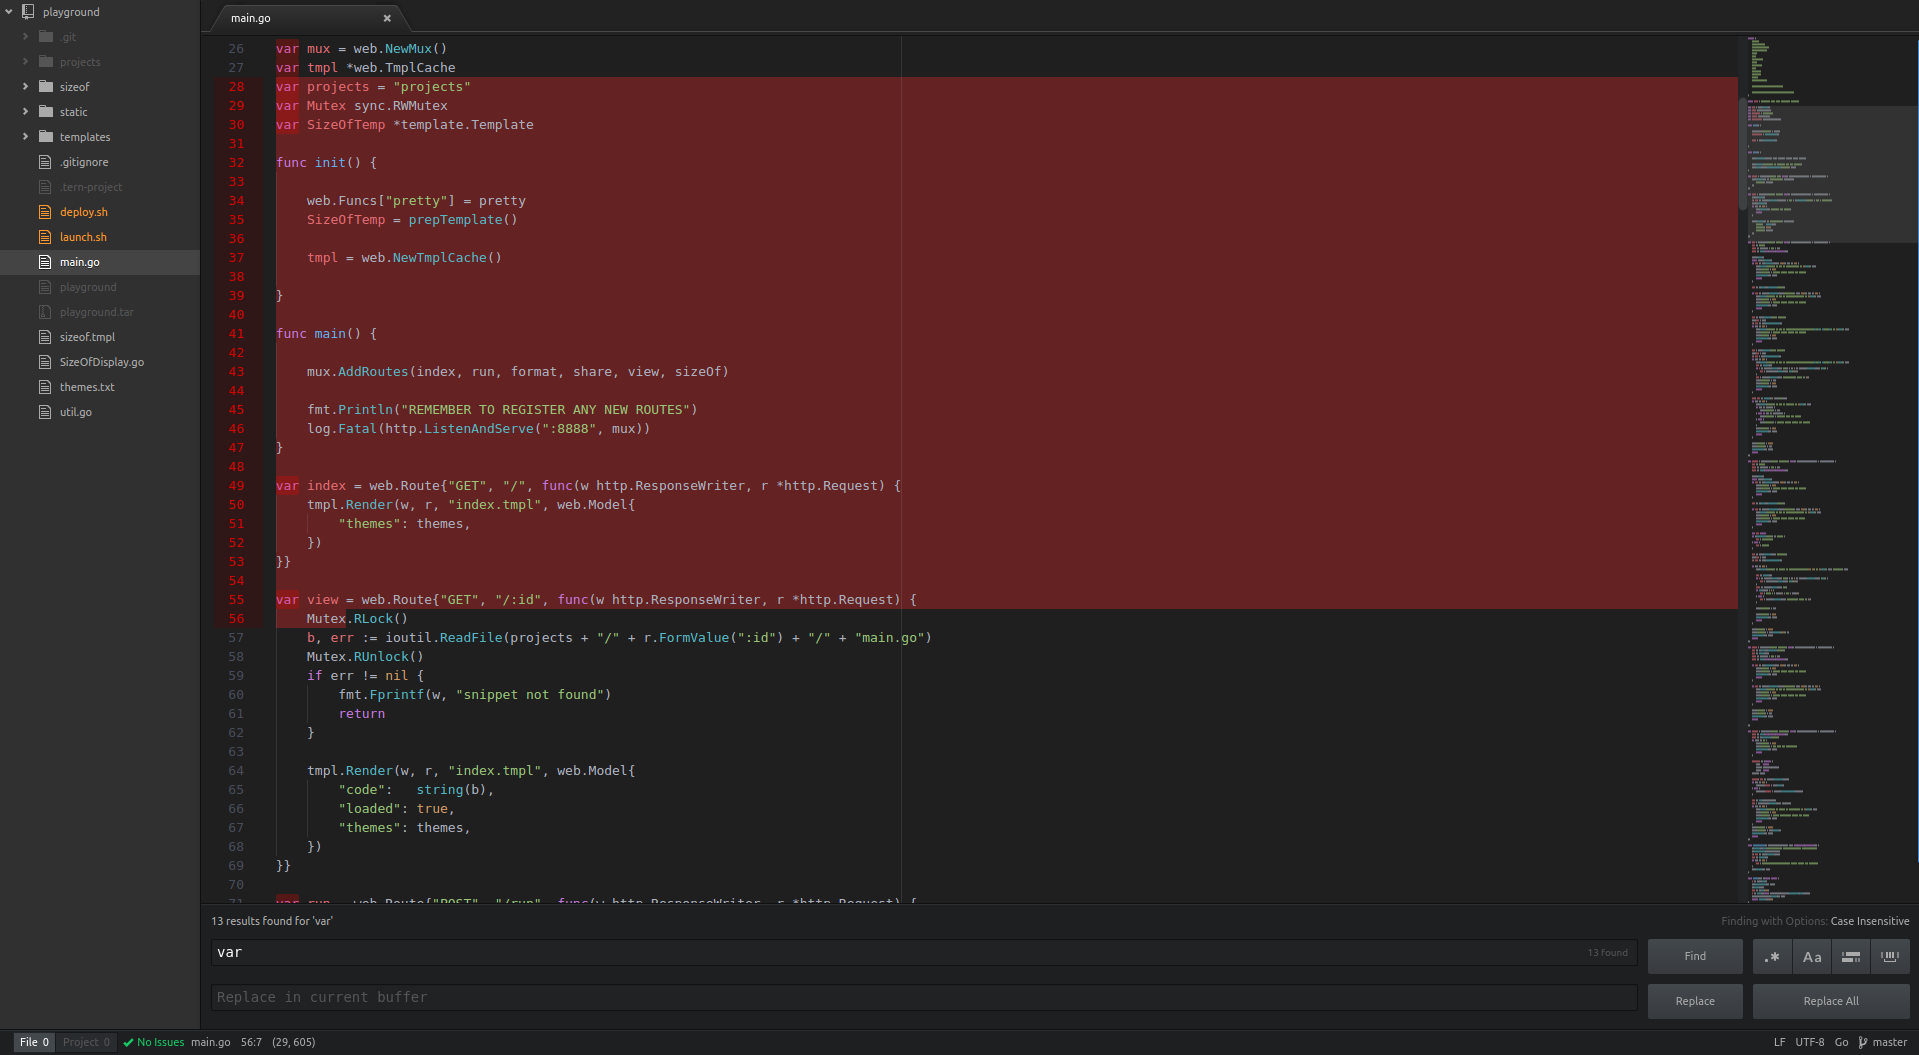 playground
.git
projects
sizeof
static
templates
.gitignore
.tern-project
deploy.sh
launch.sh
main.go
playground
playground.tar
sizeof.tmpl
SizeOfDisplay.go
themes.txt
util.go
main.go
26 var mux = web.NewMux()
27 var tmpl *web.TmplCache
28 var projects = "projects"
29 var Mutex sync.RWMutex
30 var SizeOfTemp *template.Template
31
32 func init() {
33
34     web.Funcs["pretty"] = pretty
35     SizeOfTemp = prepTemplate()
36
37     tmpl = web.NewTmplCache()
38
39 }
40
41 func main() {
42
43     mux.AddRoutes(index, run, format, share, view, sizeOf)
44
45     fmt.Println("REMEMBER TO REGISTER ANY NEW ROUTES")
46     log.Fatal(http.ListenAndServe(":8888", mux))
47 }
48
49 var index = web.Route{"GET", "/", func(w http.ResponseWriter, r *http.Request) {
50     tmpl.Render(w, r, "index.tmpl", web.Model{
51         "themes": themes,
52     })
53 }}
54
55 var view = web.Route{"GET", "/:id", func(w http.ResponseWriter, r *http.Request) {
56     Mutex.RLock()
57     b, err := ioutil.ReadFile(projects + "/" + r.FormValue(":id") + "/" + "main.go")
58     Mutex.RUnlock()
59     if err != nil {
60         fmt.Fprintf(w, "snippet not found")
61         return
62     }
63
64     tmpl.Render(w, r, "index.tmpl", web.Model{
65         "code":   string(b),
66         "loaded": true,
67         "themes": themes,
68     })
69 }}
70
71 var run = web.Route{"POST", "/run", func(w http.ResponseWriter, r *http.Request) {
13 results found for 'var'
Finding with Options: Case Insensitive
var
13 found
Find
.*
Aa
Replace in current buffer
Replace
Replace All
File 0
Project 0
No Issues
main.go
56:7
(29, 605)
LF
UTF-8
Go
master